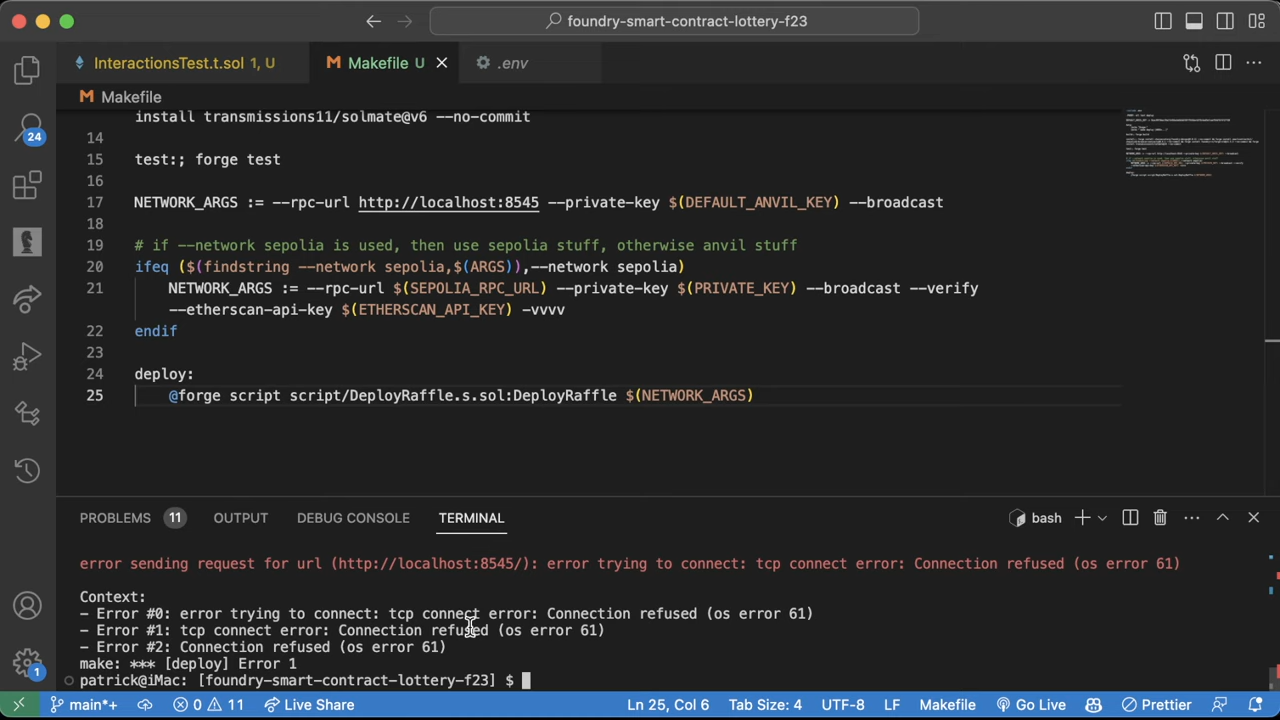 foundry-smart-contract-lottery-f23
InteractionsTest.t.sol 1, U
Makefile U
.env
Makefile
24
install transmissions11/solmate@v6 --no-commit
14
15 test:; forge test
16
17 NETWORK_ARGS := --rpc-url http://localhost:8545 --private-key $(DEFAULT_ANVIL_KEY) --broadcast
18
19 # if --network sepolia is used, then use sepolia stuff, otherwise anvil stuff
20 ifeq ($(findstring --network sepolia,$(ARGS)),--network sepolia)
21 NETWORK_ARGS := --rpc-url $(SEPOLIA_RPC_URL) --private-key $(PRIVATE_KEY) --broadcast --verify
--etherscan-api-key $(ETHERSCAN_API_KEY) -vvvv
22 endif
23
24 deploy:
25 @forge script script/DeployRaffle.s.sol:DeployRaffle $(NETWORK_ARGS)
PROBLEMS 11 OUTPUT DEBUG CONSOLE TERMINAL bash
error sending request for url (http://localhost:8545/): error trying to connect: tcp connect error: Connection refused (os error 61)
Context:
- Error #0: error trying to connect: tcp connect error: Connection refused (os error 61)
- Error #1: tcp connect error: Connection refused (os error 61)
- Error #2: Connection refused (os error 61)
make: *** [deploy] Error 1
patrick@iMac: [foundry-smart-contract-lottery-f23] $
1
main*+ 0 11 Live Share Ln 25, Col 6 Tab Size: 4 UTF-8 LF Makefile Go Live Prettier